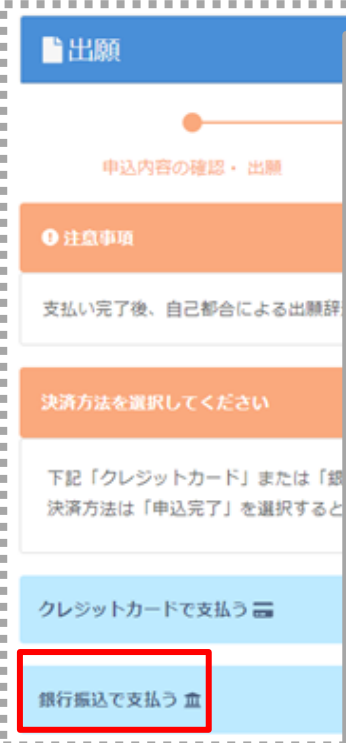 出願
申込内容の確認・ 出願
注意事項
支払い完了後、自己都合による出願辞
決済方法を選択してください
下記「クレジットカード」または「銀
決済方法は「申込完了」を選択すると
クレジットカードで支払う
銀行振込で支払う